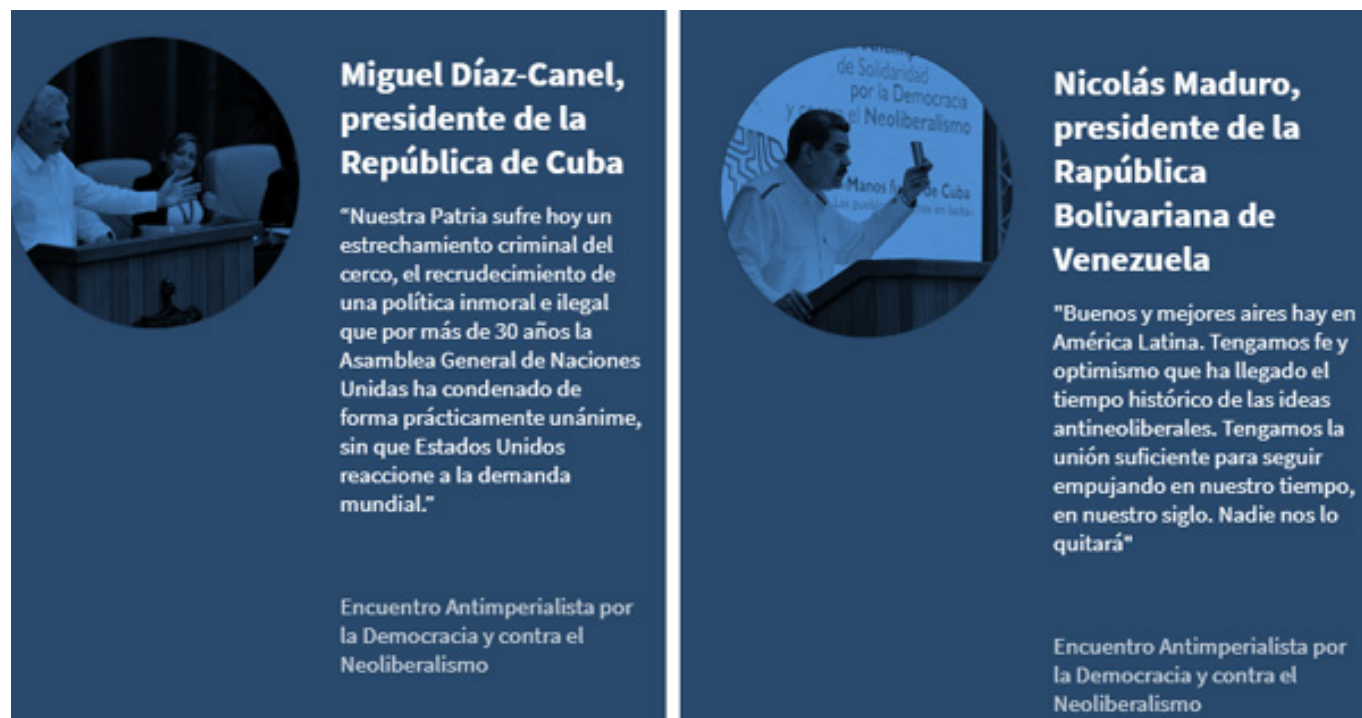 Miguel Díaz-Canel,
presidente de la
República de Cuba
"Nuestra Patria sufre hoy un
estrechamiento criminal del
cerco, el recrudecimiento de
una política inmoral e ilegal
que por más de 30 años la
Asamblea General de Naciones
Unidas ha condenado de
forma prácticamente unánime,
sin que Estados Unidos
reaccione a la demanda
mundial."
Encuentro Antimperialista por
la Democracia y contra el
Neoliberalismo
de Solidaridad
por la Democracia
el Neoliberalismo
Manos de Cuba
en lucha-
Nicolás Maduro,
presidente de la
Rapública
Bolivariana de
Venezuela
"Buenos y mejores aires hay en
América Latina. Tengamos fe y
optimismo que ha llegado el
tiempo histórico de las ideas
antineoliberales. Tengamos la
unión suficiente para seguir
empujando en nuestro tiempo,
en nuestro siglo. Nadie nos lo
quitará"
Encuentro Antimperialista por
la Democracia y contra el
Neoliberalismo